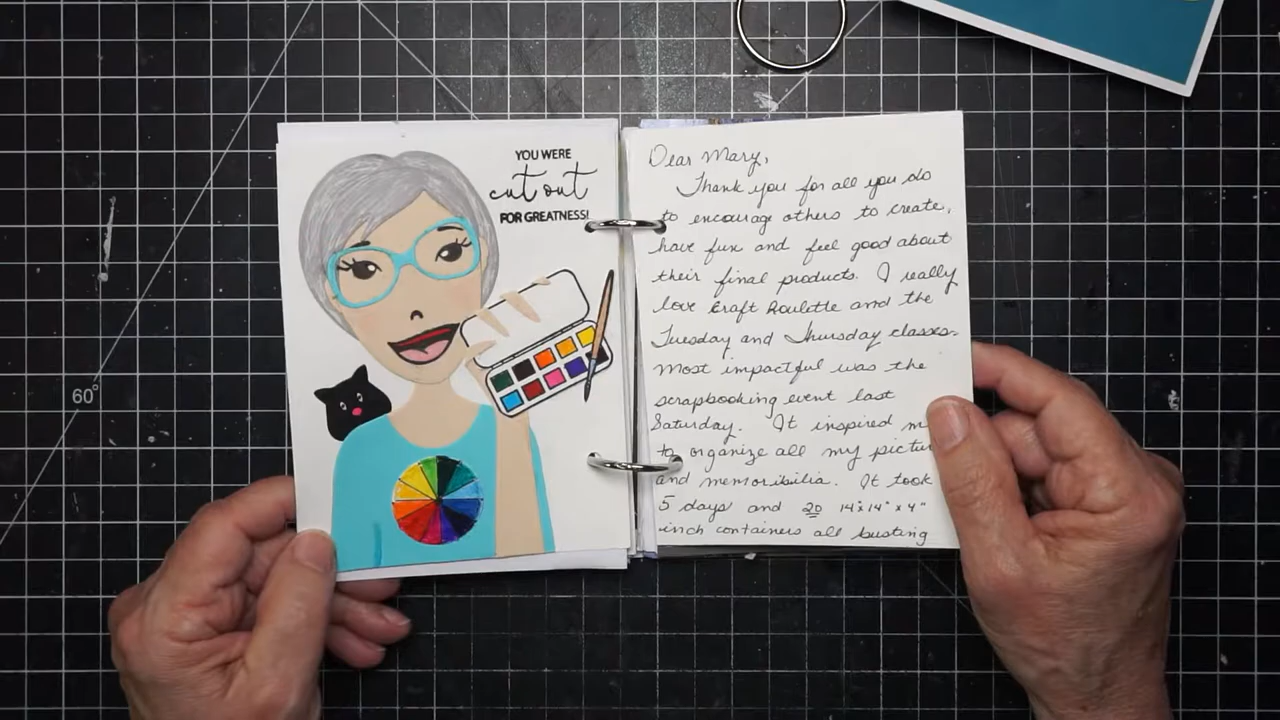 YOU WERE
cut out
FOR GREATNESS!
Dear Mary,
Thank you for all you do
to encourage others to create,
have fun and feel good about
their final products. I really
love Craft Roulette and the
Tuesday and Thursday classes.
Most impactful was the
scrapbooking event last
Saturday. It inspired
to organize all my
and memoribilia. It took
5 days and 20 14"x14"x4"
inch containers all busting
60°